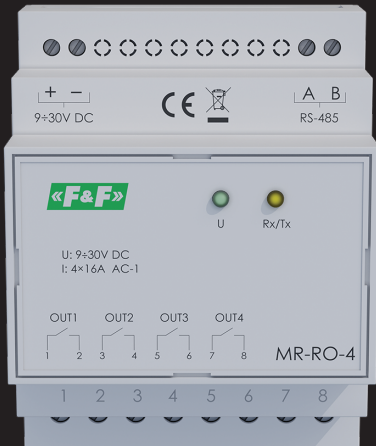 + −
A B
9÷30V DC
RS-485
CE
«F&F»
U
Rx/Tx
U: 9÷30V DC
I: 4×16A AC-1
OUT1 OUT2 OUT3 OUT4
1 2 3 4 5 6 7 8
MR-RO-4
1 2 3 4 5 6 7 8